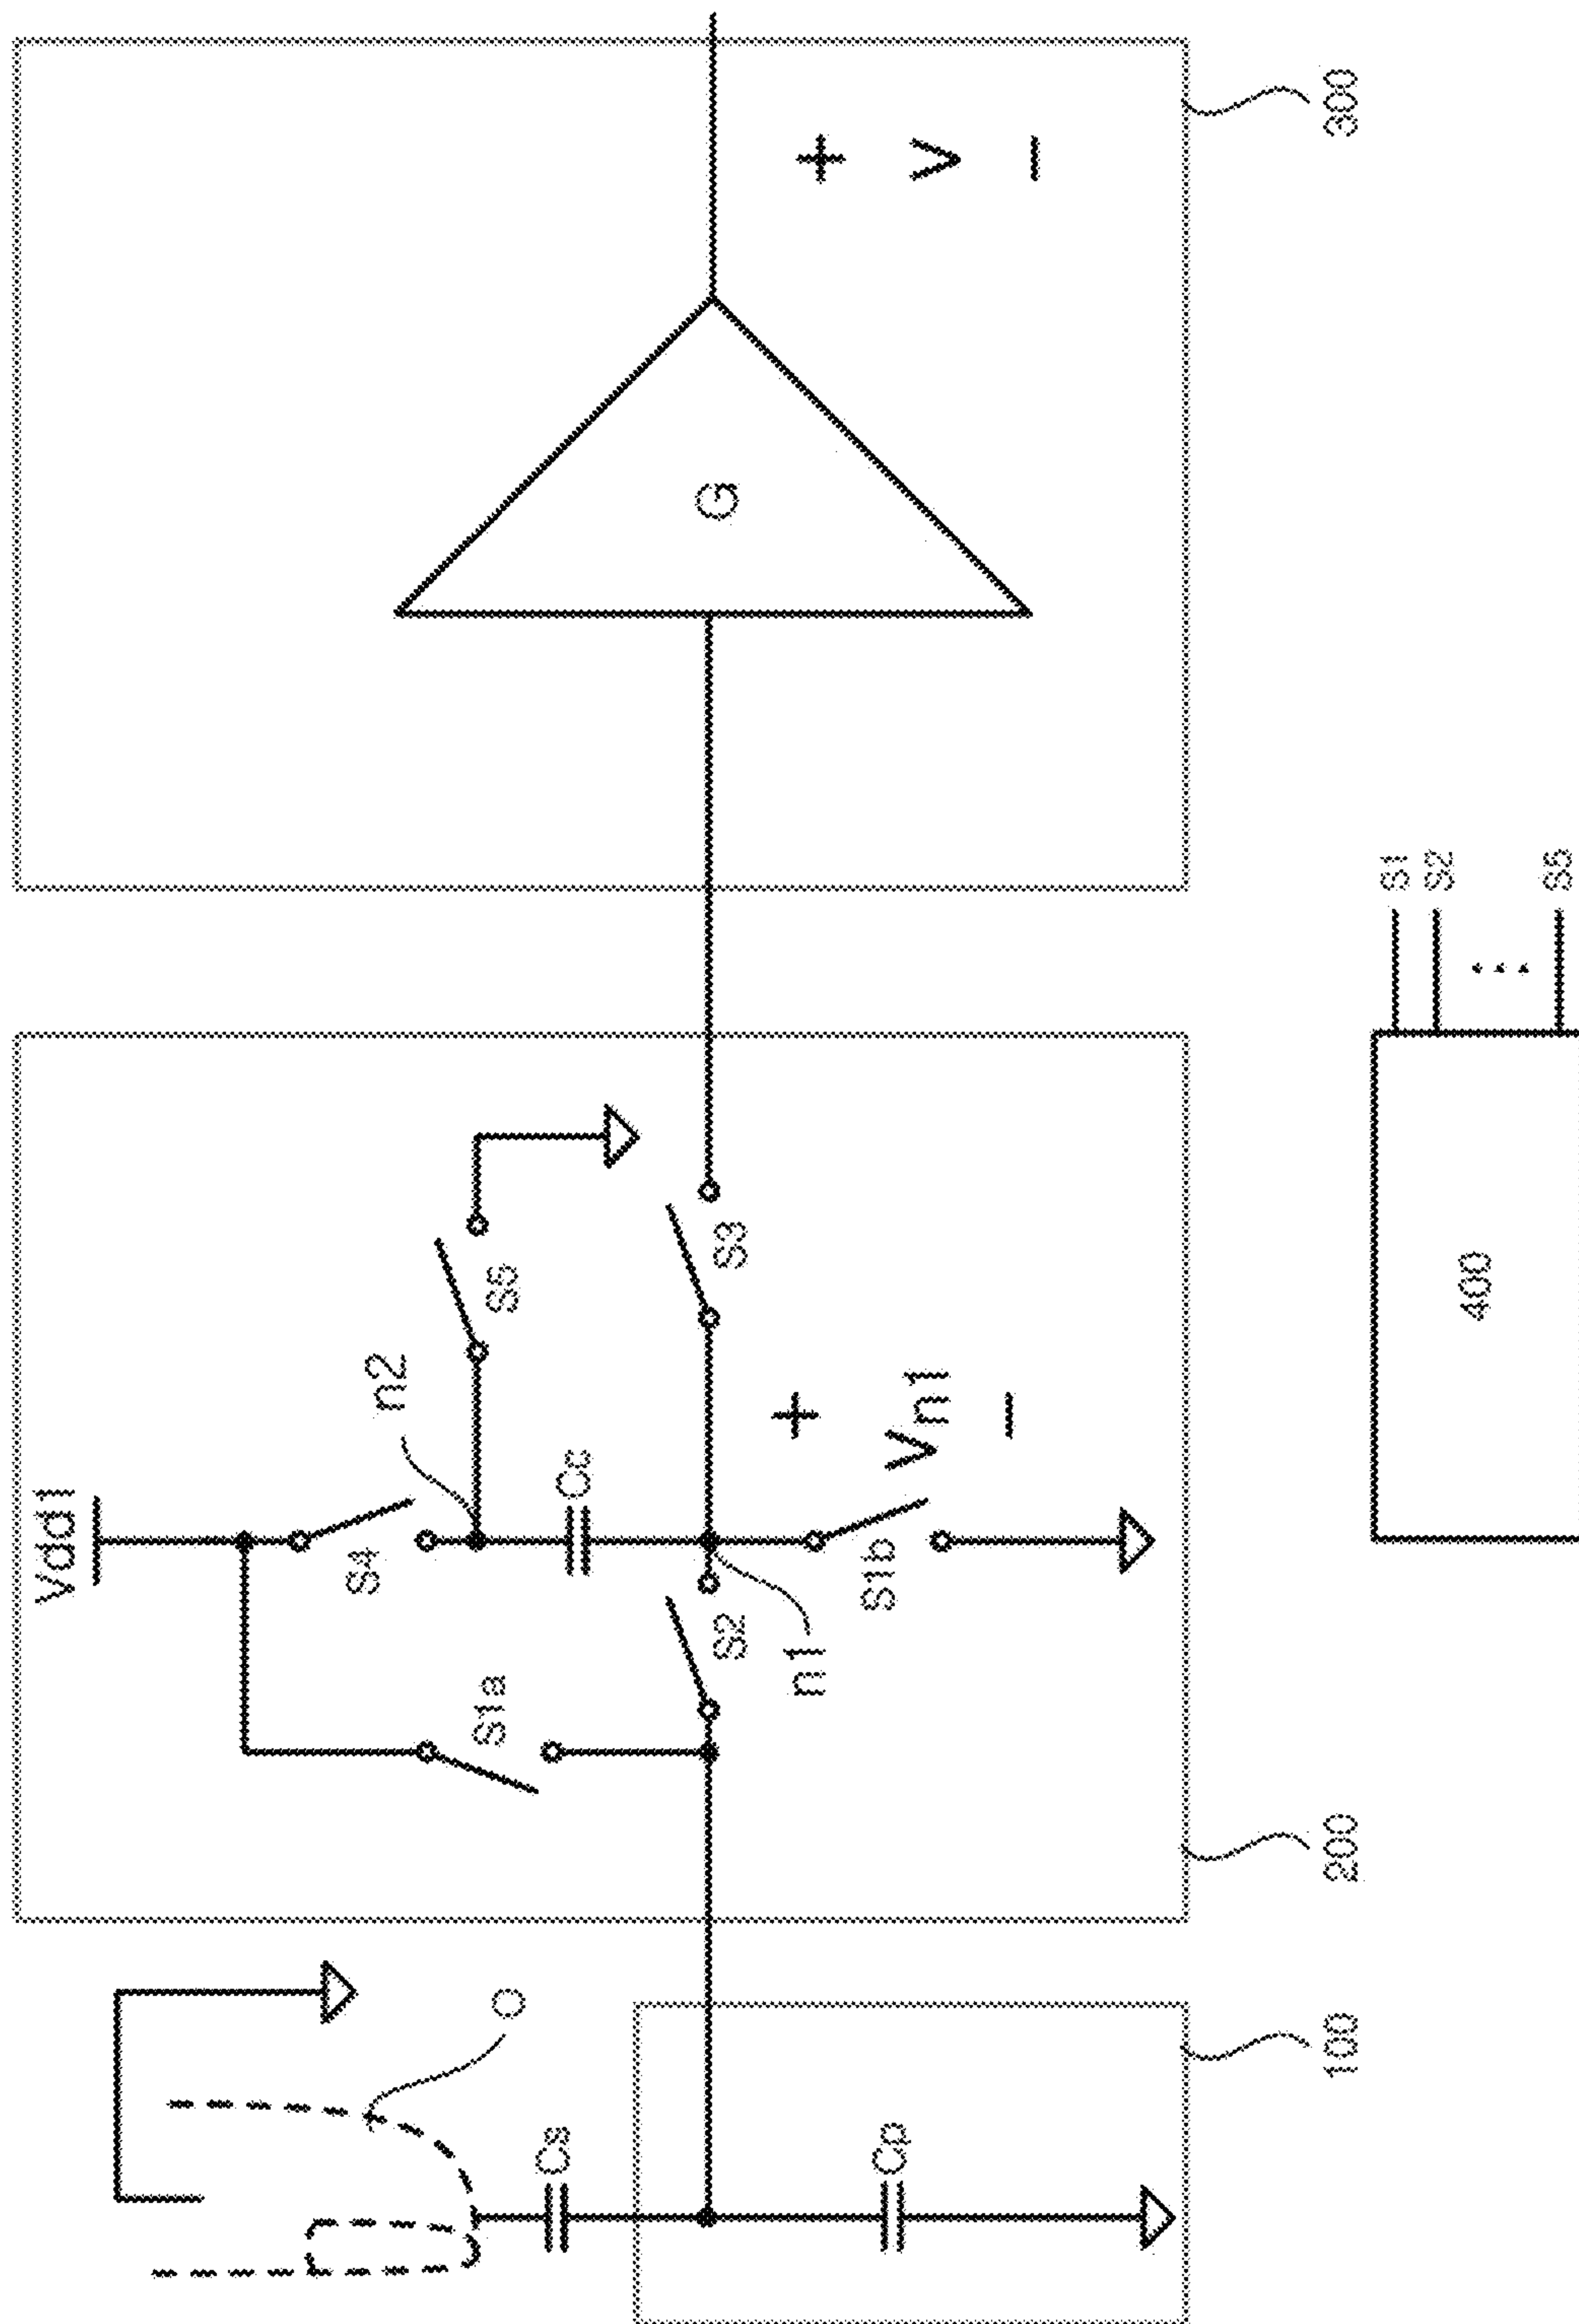 Vdd1
S4
n2
S5
Cc
S1a
S2
n1
S3
+
Vn1
−
S1b
O
Cs
Cp
100
200
G
+
V
−
300
400
S1
S2
⋮
S5